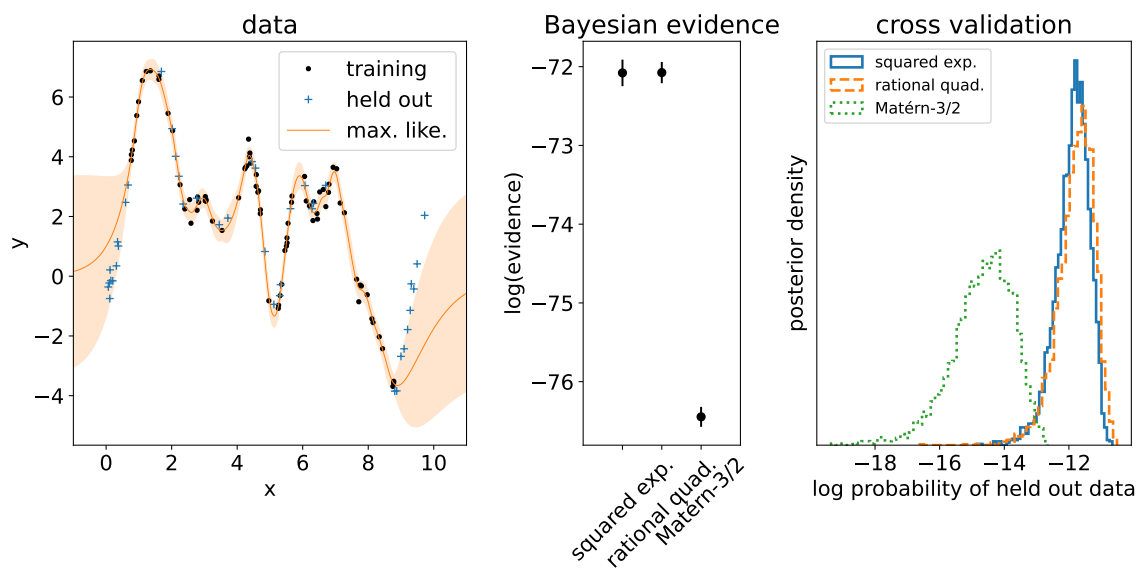 data
6
4
2
0
−2
−4
0
2
4
6
8
10
x
y
training
held out
max. like.
Bayesian evidence
−72
−73
−74
−75
−76
log(evidence)
squared exp.
rational quad.
Matérn-3/2
cross validation
squared exp.
rational quad.
Matérn-3/2
posterior density
−18
−16
−14
−12
log probability of held out data